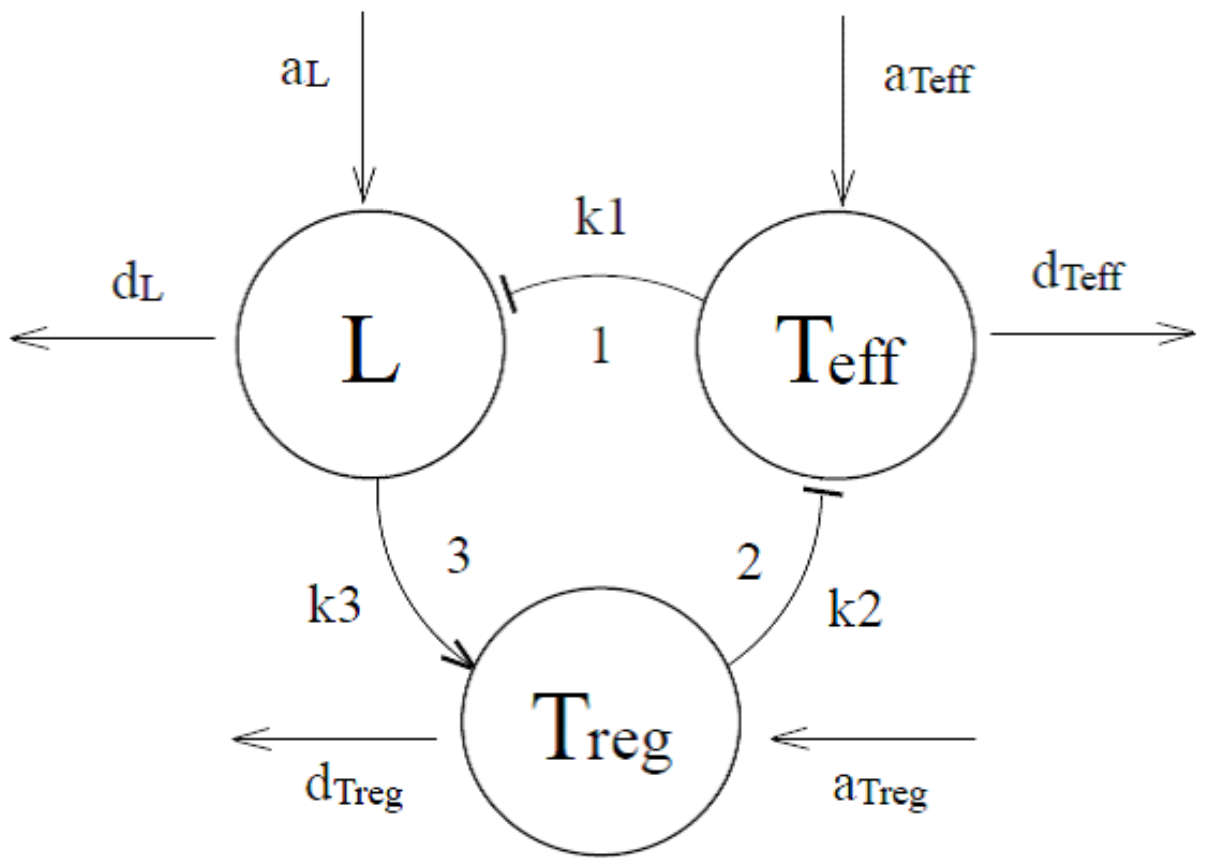 aL
aTeff
k1
dL
dTeff
L
1
Teff
3
2
k3
k2
Treg
dTreg
aTreg